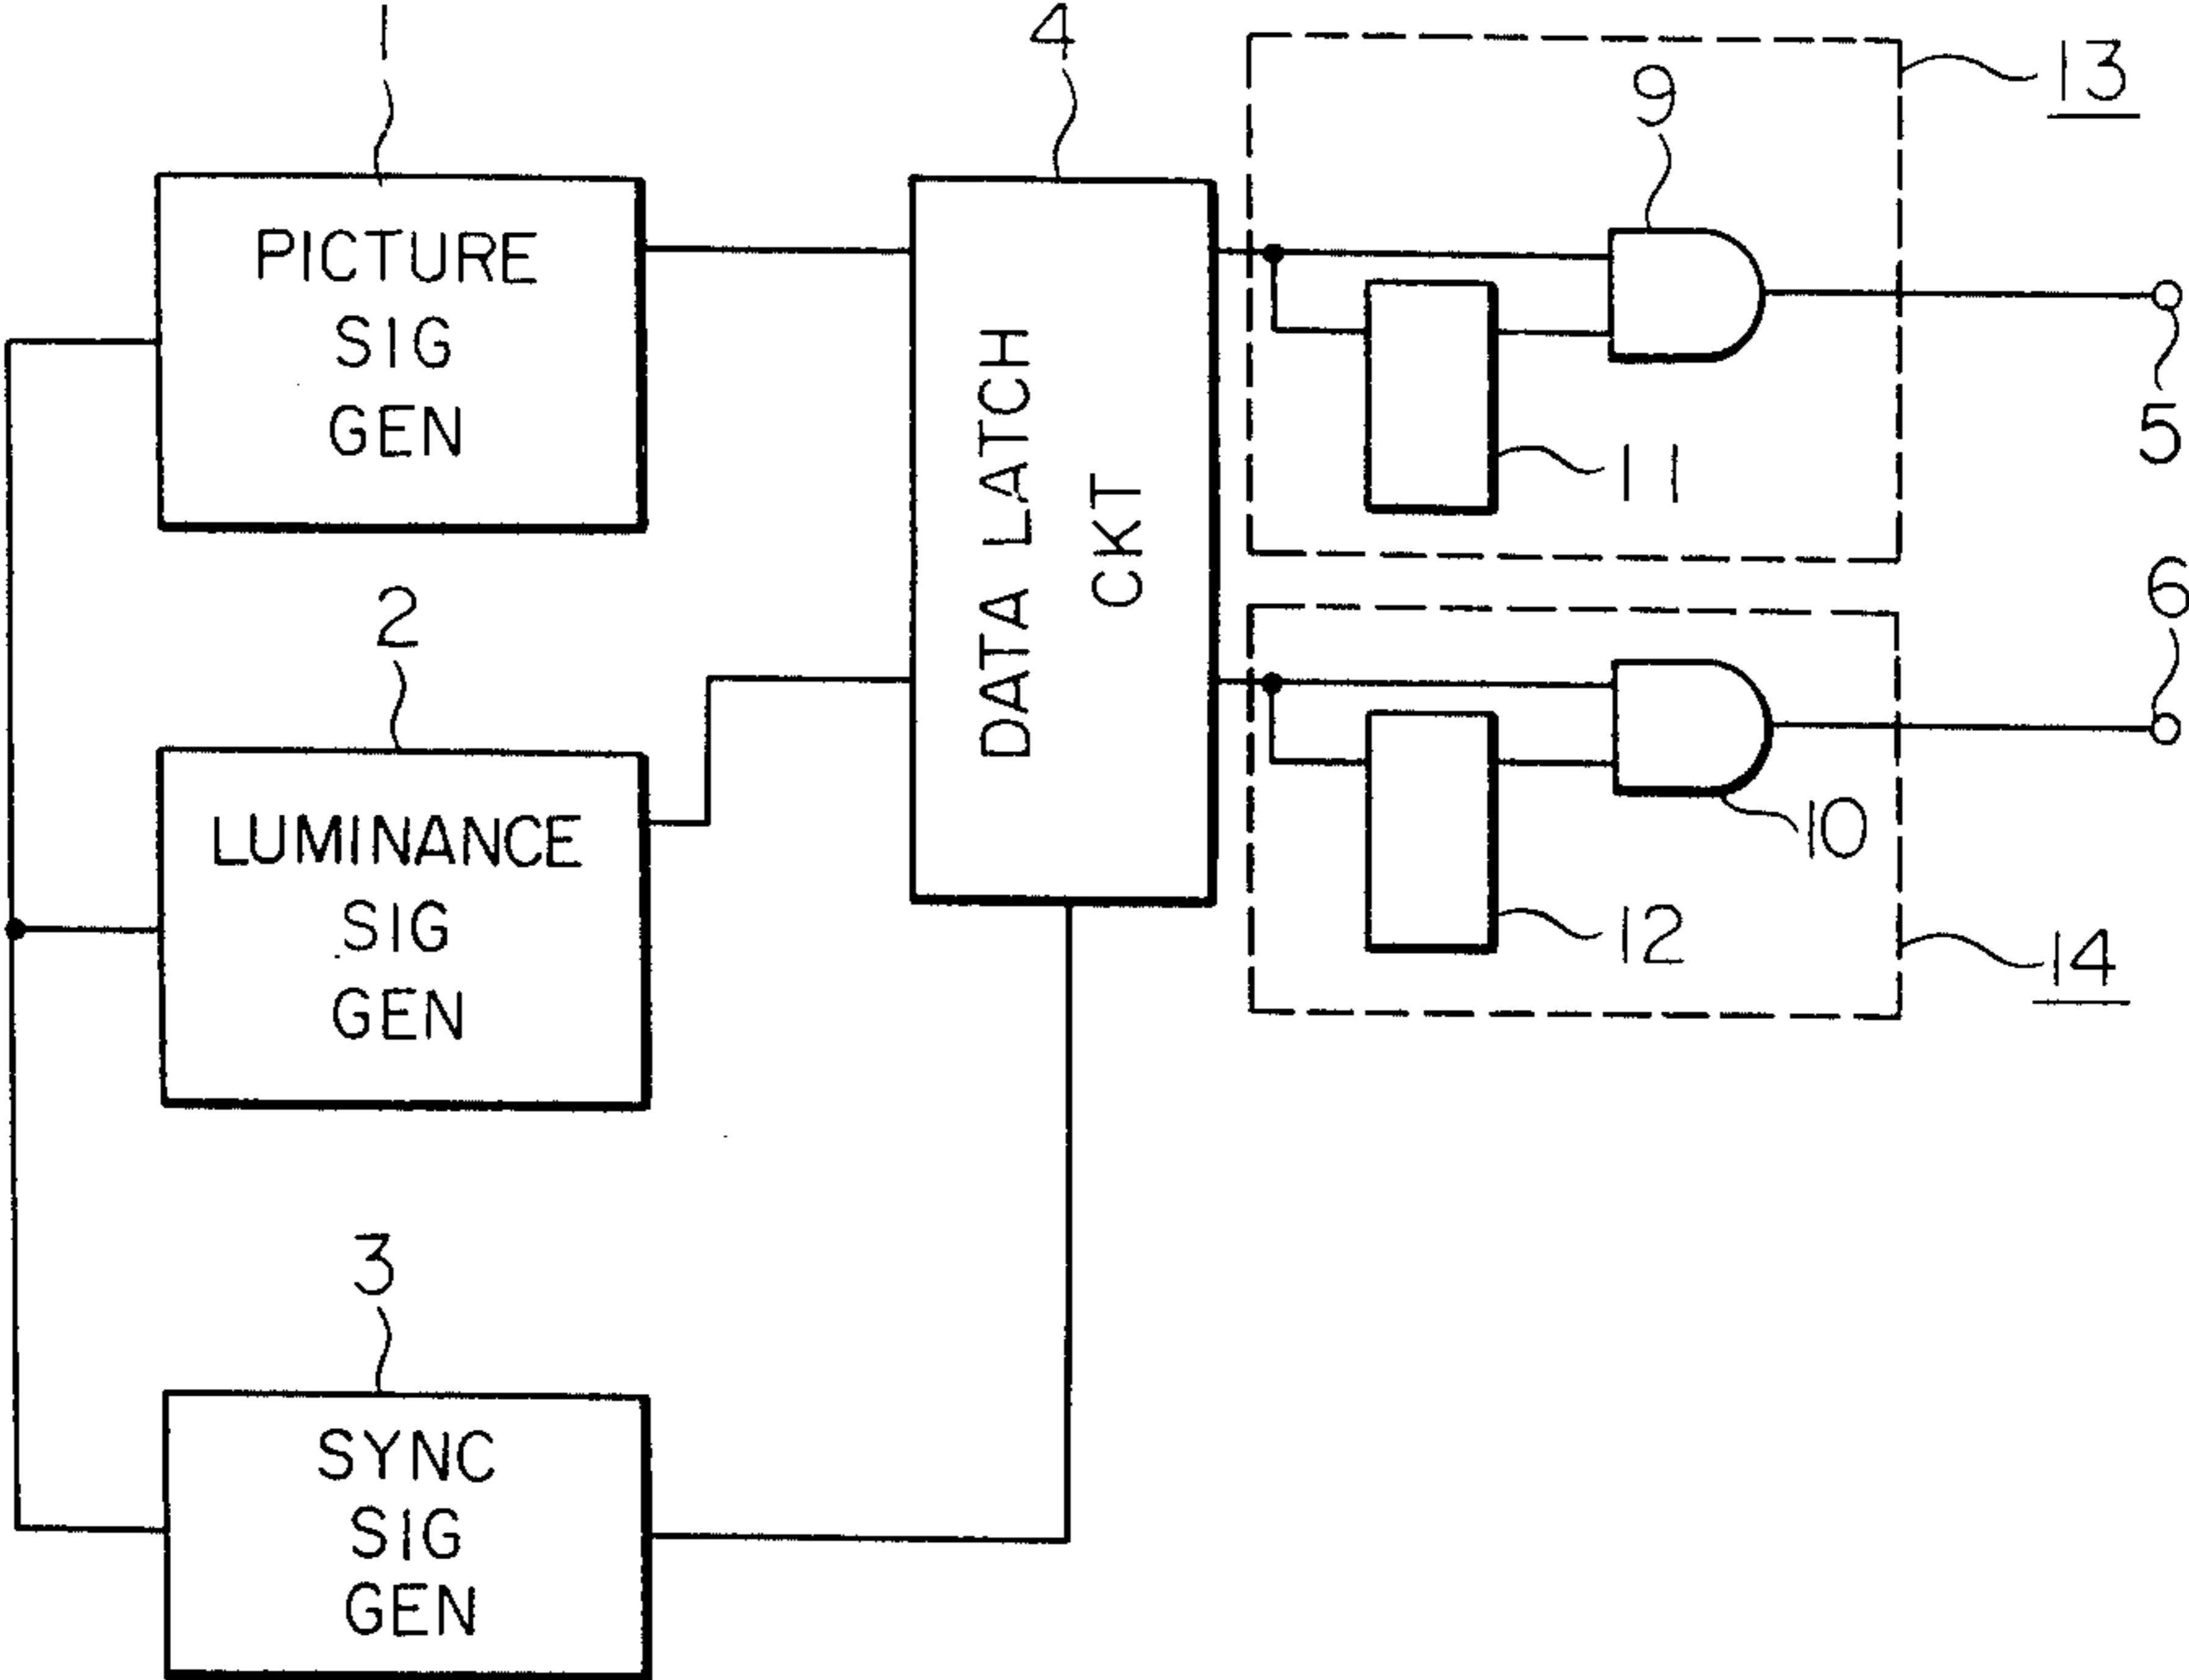 1
4
13
9
PICTURE
SIG
GEN
5
11
DATA LATCH
CKT
6
2
LUMINANCE
SIG
GEN
10
12
14
3
SYNC
SIG
GEN